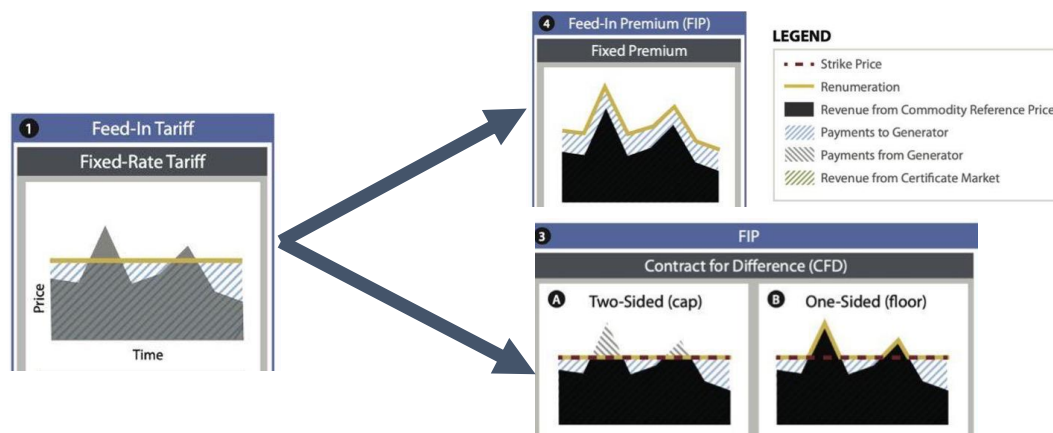 1 Feed-In Tariff
Fixed-Rate Tariff
Price
Time
4 Feed-In Premium (FIP)
Fixed Premium
LEGEND
Strike Price
Renumeration
Revenue from Commodity Reference Price
Payments to Generator
Payments from Generator
Revenue from Certificate Market
3 FIP
Contract for Difference (CFD)
A Two-Sided (cap)
B One-Sided (floor)